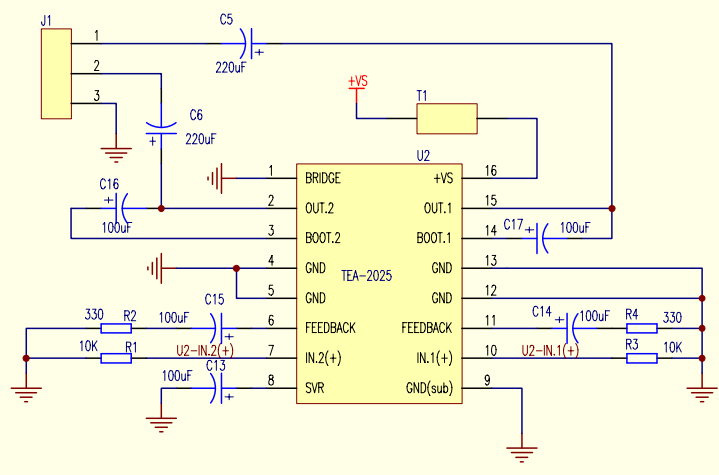 J1
C5
1
220uF
2
3
+VS
T1
C6
220uF
U2
1
BRIDGE
+VS
16
C16
2
OUT.2
OUT.1
15
100uF
3
BOOT.2
BOOT.1
14
C17
100uF
4
GND
TEA-2025
GND
13
5
GND
GND
12
330
R2
100uF
C15
6
FEEDBACK
FEEDBACK
11
C14
100uF
R4
330
10K
R1
U2-IN.2(+)
7
IN.2(+)
IN.1(+)
10
U2-IN.1(+)
R3
10K
100uF
C13
8
SVR
GND(sub)
9